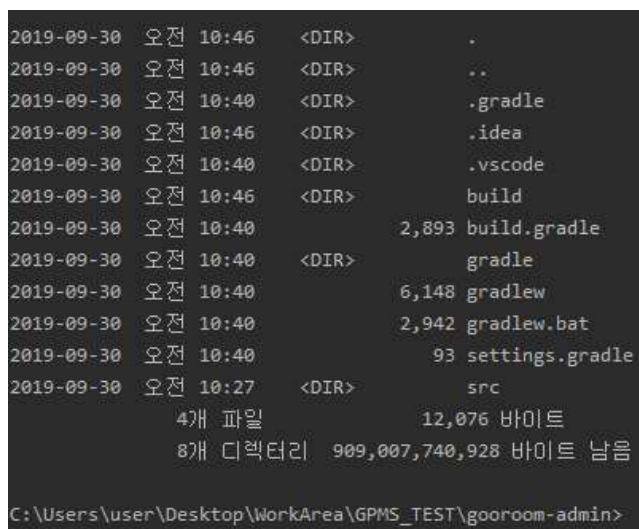 2019-09-30 오전 10:46 <DIR> .
2019-09-30 오전 10:46 <DIR> ..
2019-09-30 오전 10:40 <DIR> .gradle
2019-09-30 오전 10:46 <DIR> .idea
2019-09-30 오전 10:40 <DIR> .vscode
2019-09-30 오전 10:46 <DIR> build
2019-09-30 오전 10:40 2,893 build.gradle
2019-09-30 오전 10:40 <DIR> gradle
2019-09-30 오전 10:40 6,148 gradlew
2019-09-30 오전 10:40 2,942 gradlew.bat
2019-09-30 오전 10:40 93 settings.gradle
2019-09-30 오전 10:27 <DIR> src
4개 파일 12,076 바이트
8개 디렉터리 909,007,740,928 바이트 남음
C:\Users\user\Desktop\WorkArea\GPMS_TEST\gooroom-admin>